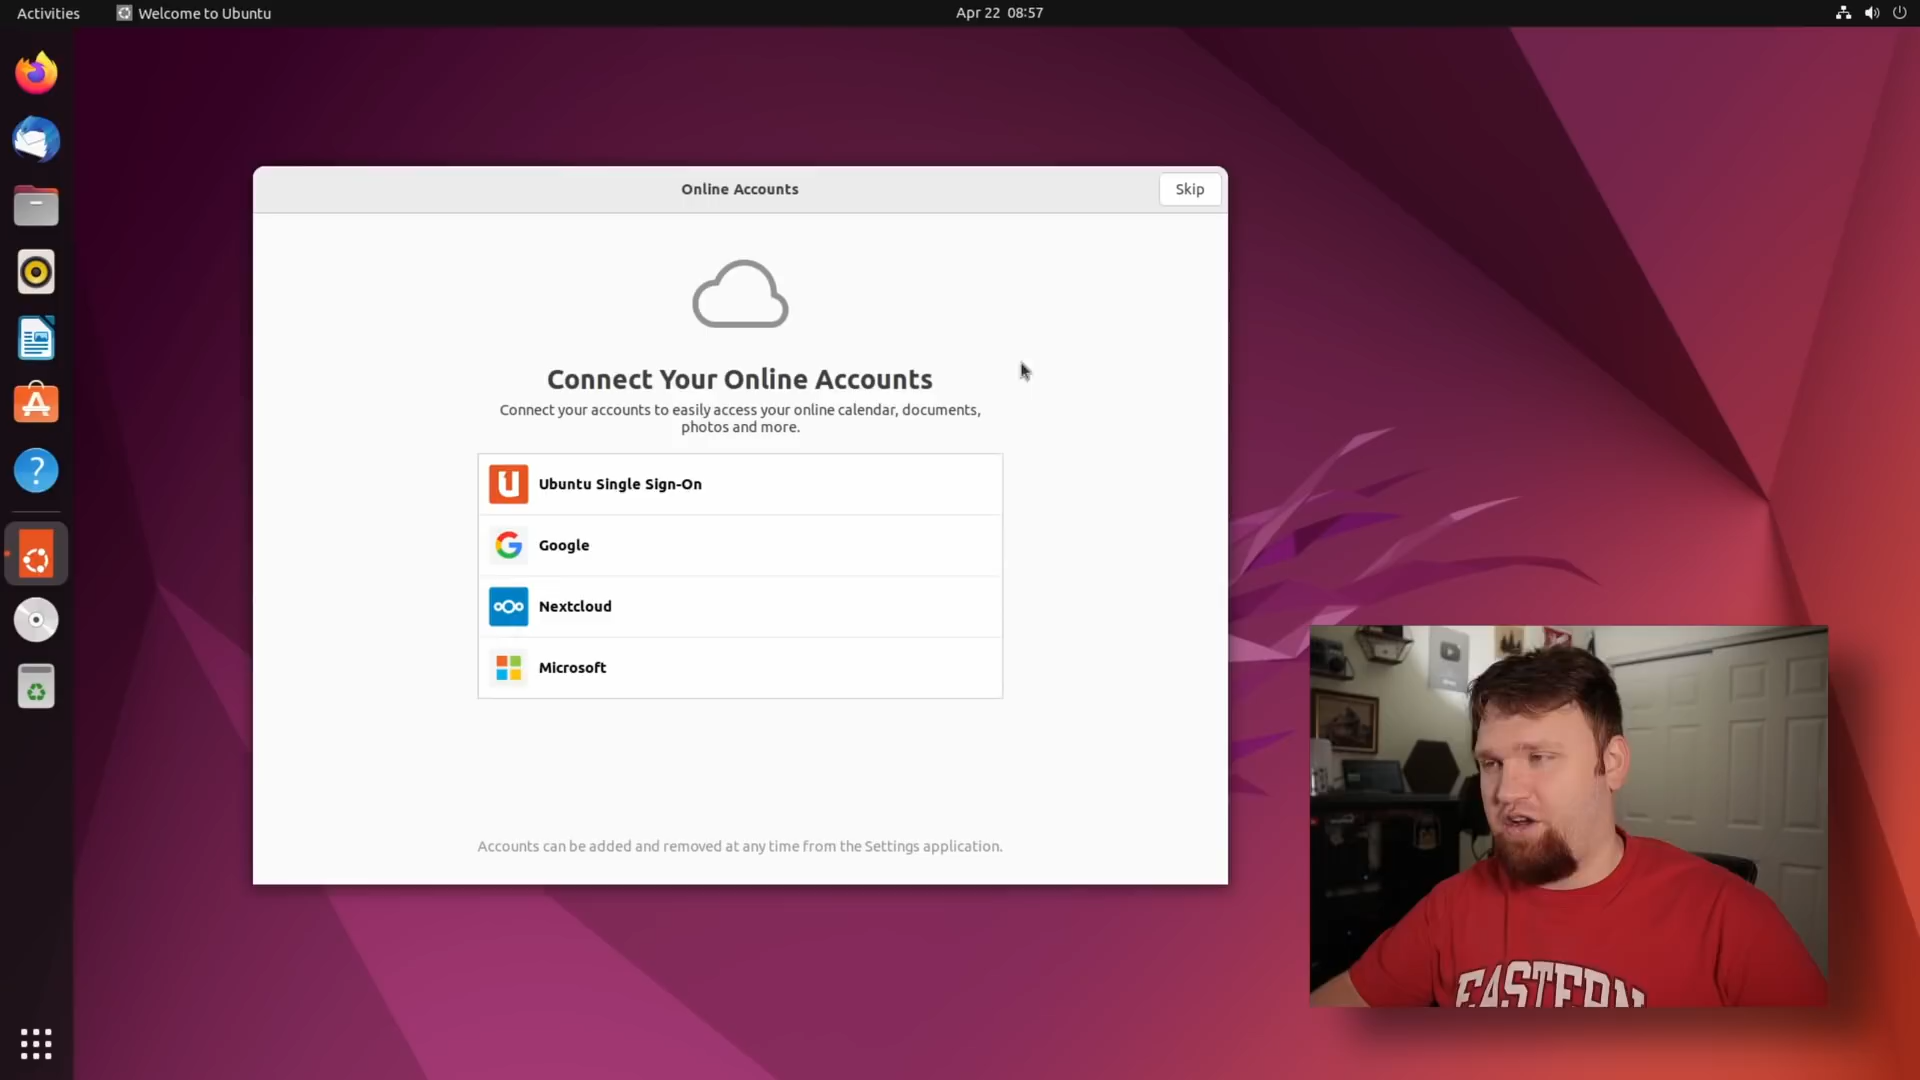 Activities
Welcome to Ubuntu
Apr 22 08:57
Online Accounts
Skip
Connect Your Online Accounts
Connect your accounts to easily access your online calendar, documents,
photos and more.
Ubuntu Single Sign-On
Google
Nextcloud
Microsoft
Accounts can be added and removed at any time from the Settings application.
EASTERN